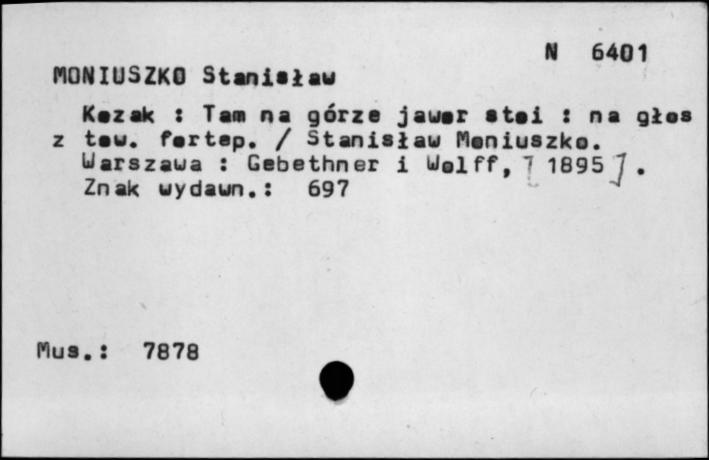 N 6401
MONIUSZKO Stanisław
Kozak : Tam na górze jawor stoi : na głos
z tow. fortep. / Stanisław Moniuszko.
Warszawa : Gebethner i Wolff, [ 1895 ] .
Znak wydawn.: 697
Mus.: 7878